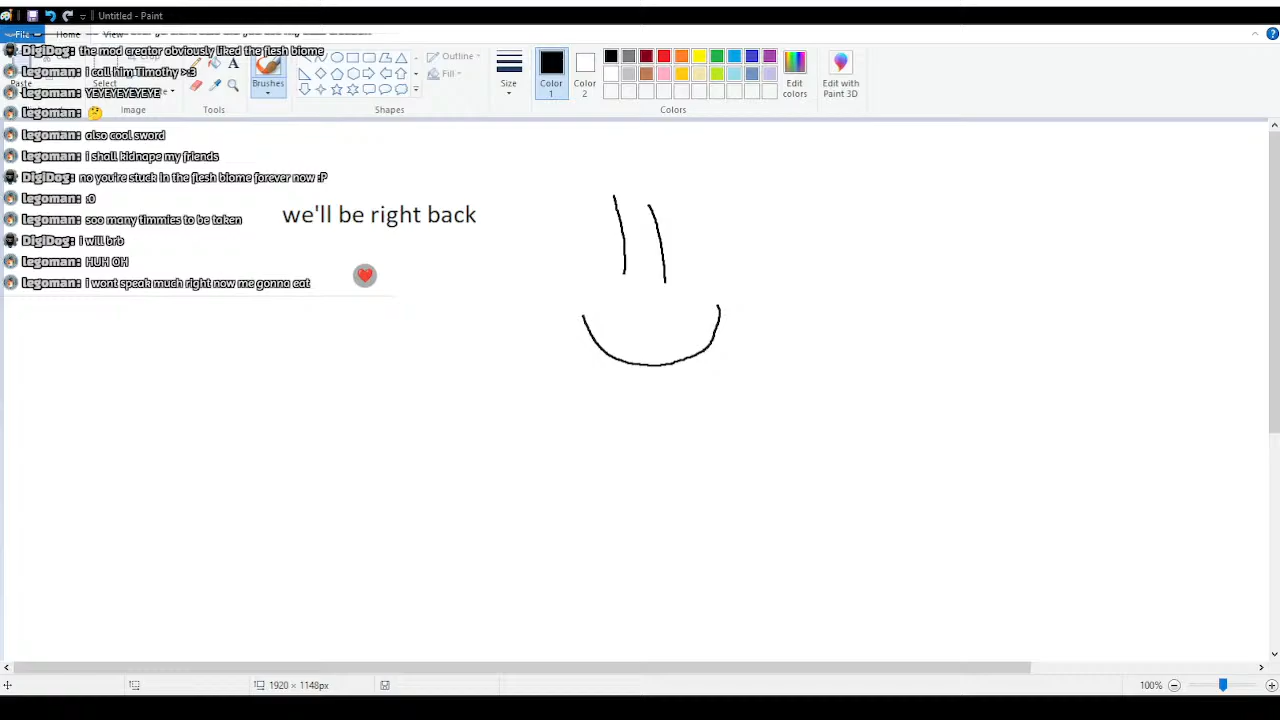 Untitled - Paint
File Home View
DigiDog: the mod creator obviously liked the flesh biome
legoman: i call him Timothy >:3
legoman: YEYEYEYEYEYE
legoman: 🤔
legoman: also cool sword
legoman: i shall kidnape my friends
DigiDog: no you're stuck in the flesh biome forever now :P
legoman: :O
legoman: soo many timmies to be taken
DigiDog: i will brb
legoman: HUH OH
legoman: i wont speak much right now me gonna eat
Crop
Image
Tools
Brushes
Shapes
Outline
Fill
Size
Color 1
Color 2
Edit colors
Edit with Paint 3D
Colors
we'll be right back
1920 × 1148px
100%